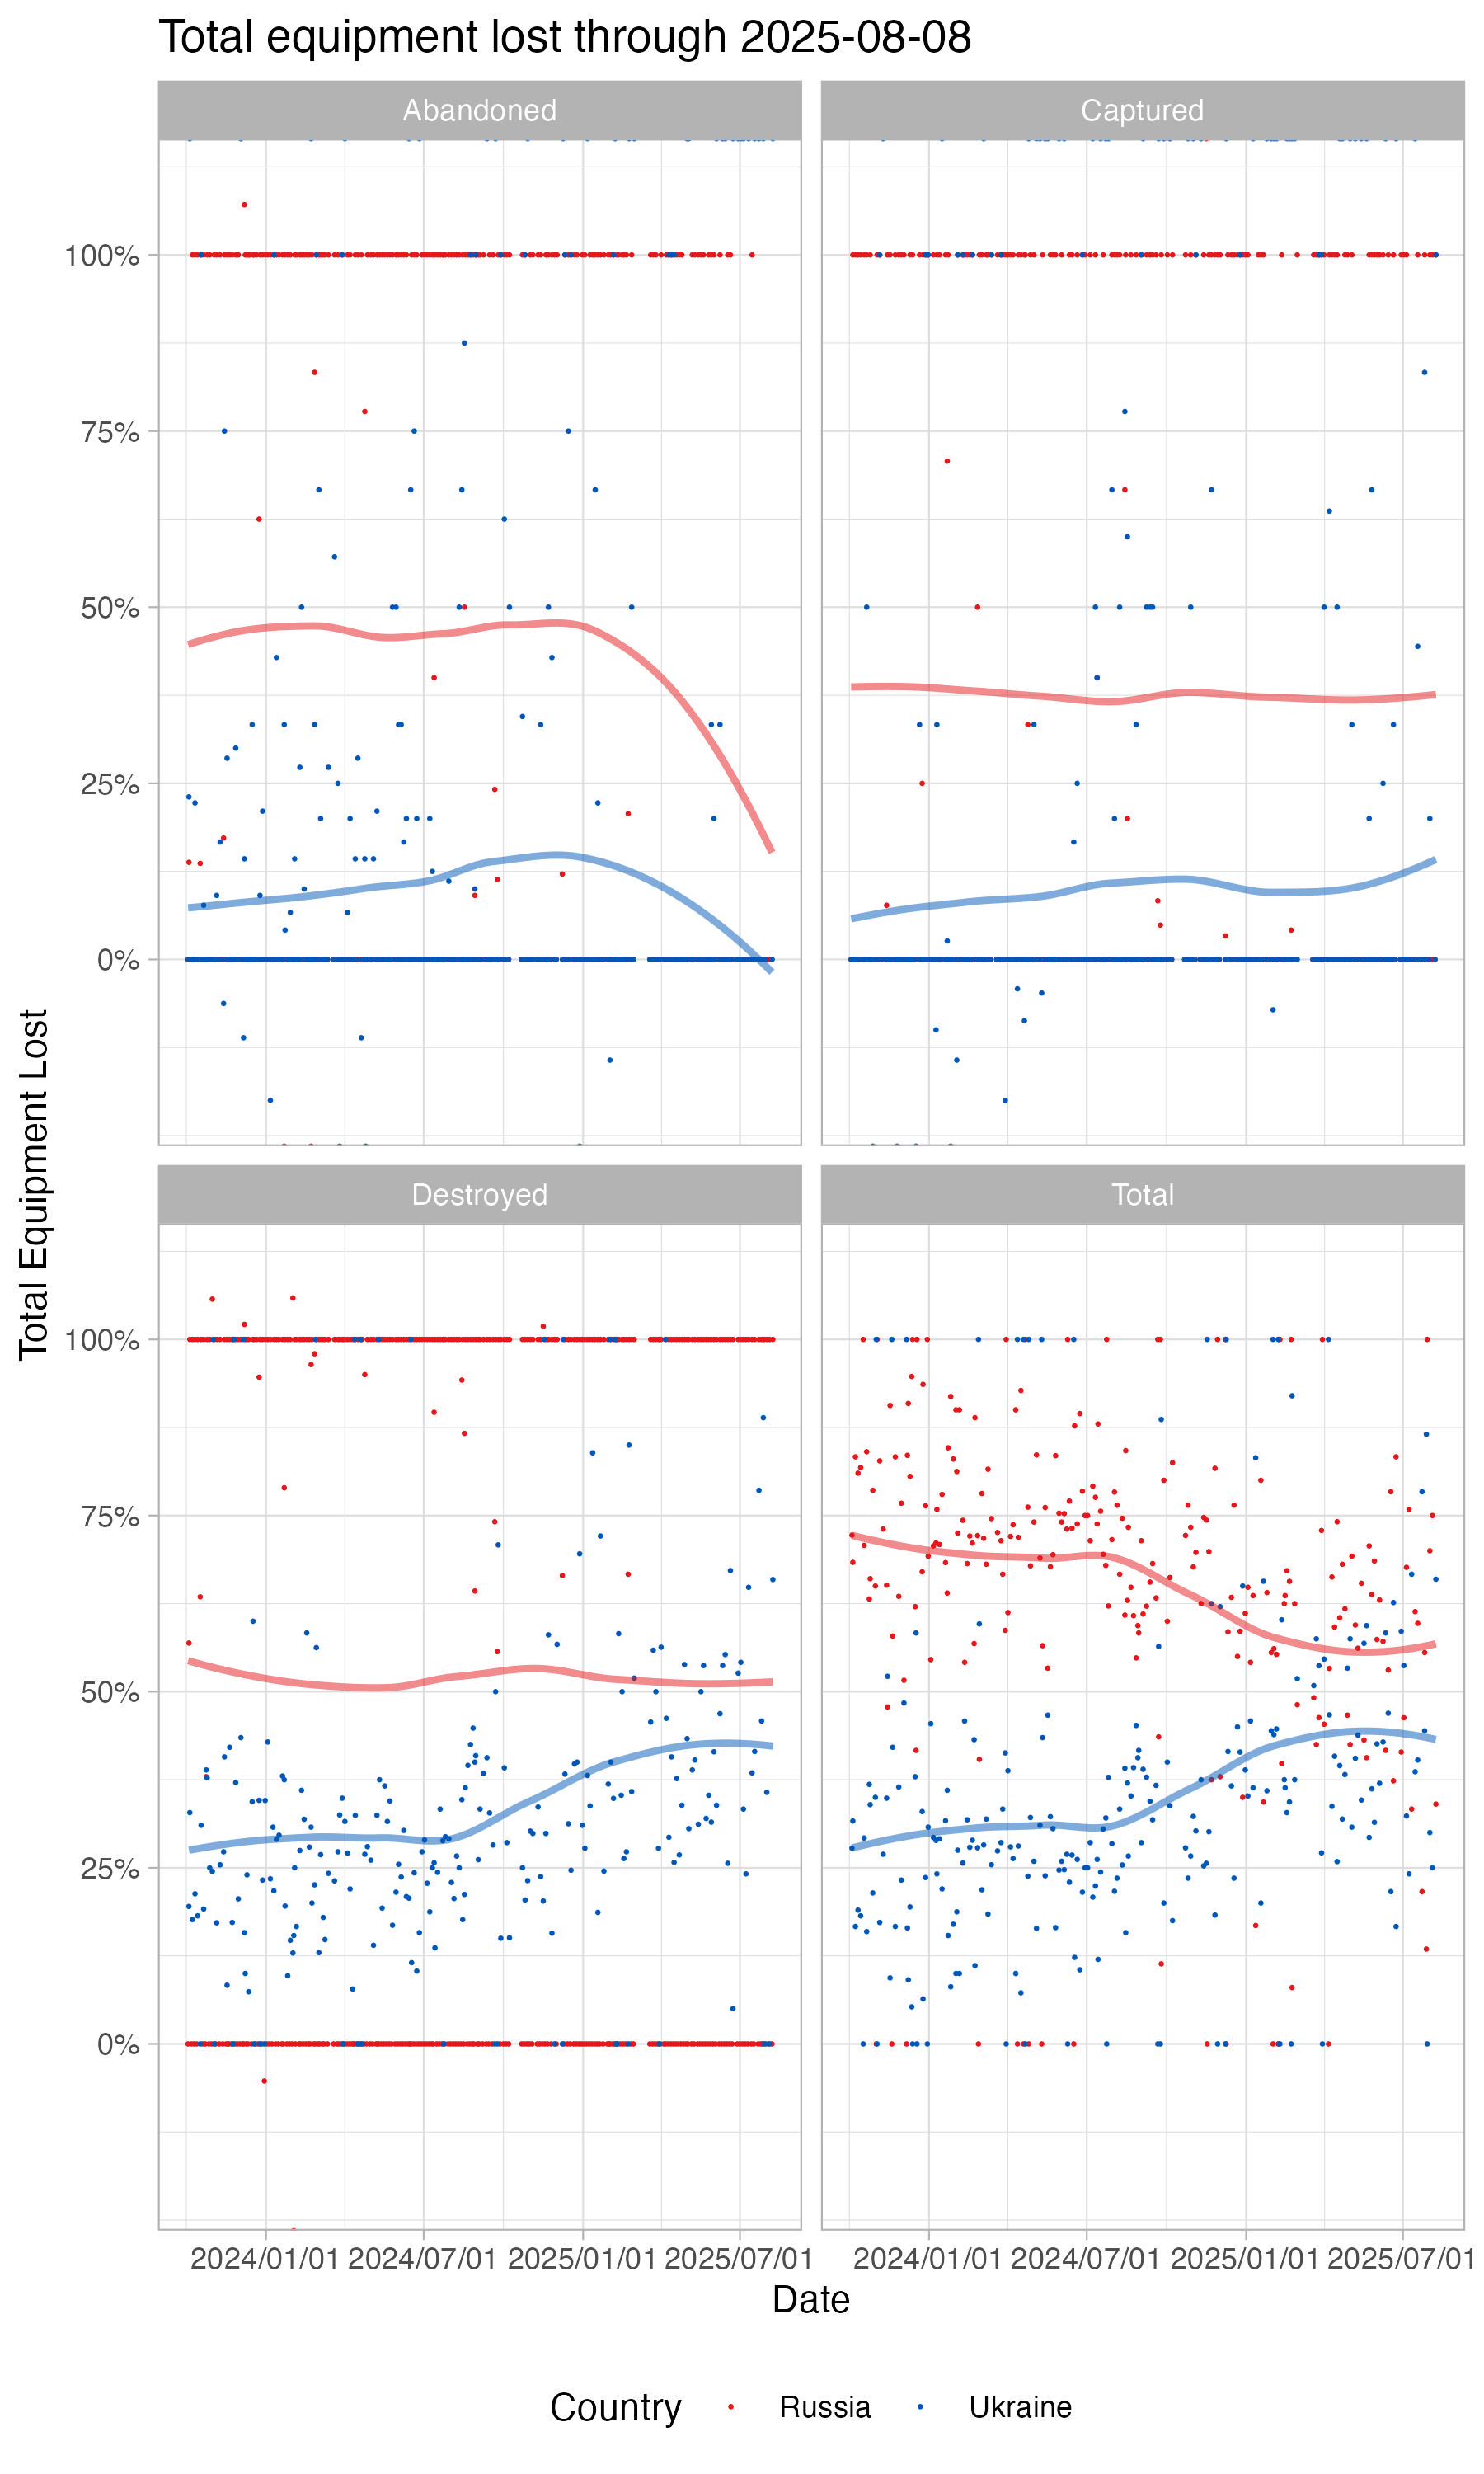 Total equipment lost through 2025-08-08
Abandoned
Captured
100%
75%
50%
25%
0%
Total Equipment Lost
Destroyed
Total
100%
75%
50%
25%
0%
2024/01/01 2024/07/01 2025/01/01 2025/07/01
2024/01/01 2024/07/01 2025/01/01 2025/07/01
Date
Country Russia Ukraine